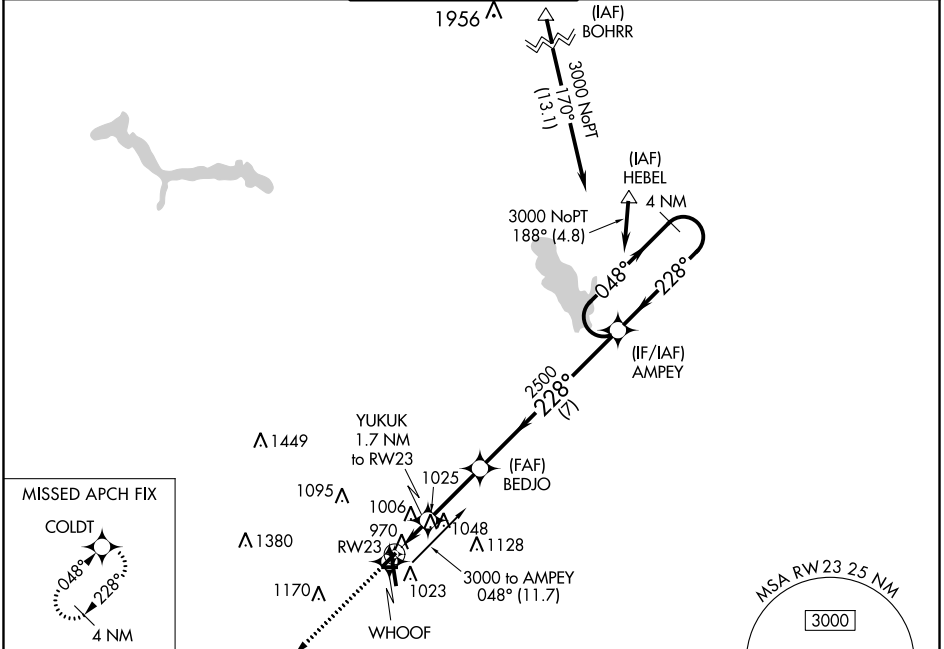 1956
(IAF)
BOHRR
3000 NoPT
170°
(13.1)
(IAF)
HEBEL
4 NM
3000 NoPT
188° (4.8)
048°
228°
(IF/IAF)
AMPEY
2500
228°
(7)
YUKUK
1.7 NM
to RW23
1449
1025
(FAF)
BEDJO
1095
1006
1048
970
1380
RW23
1128
1170
1023
3000 to AMPEY
048° (11.7)
WHOOF
MISSED APCH FIX
COLDT
048°
228°
4 NM
MSA RW 23 25 NM
3000